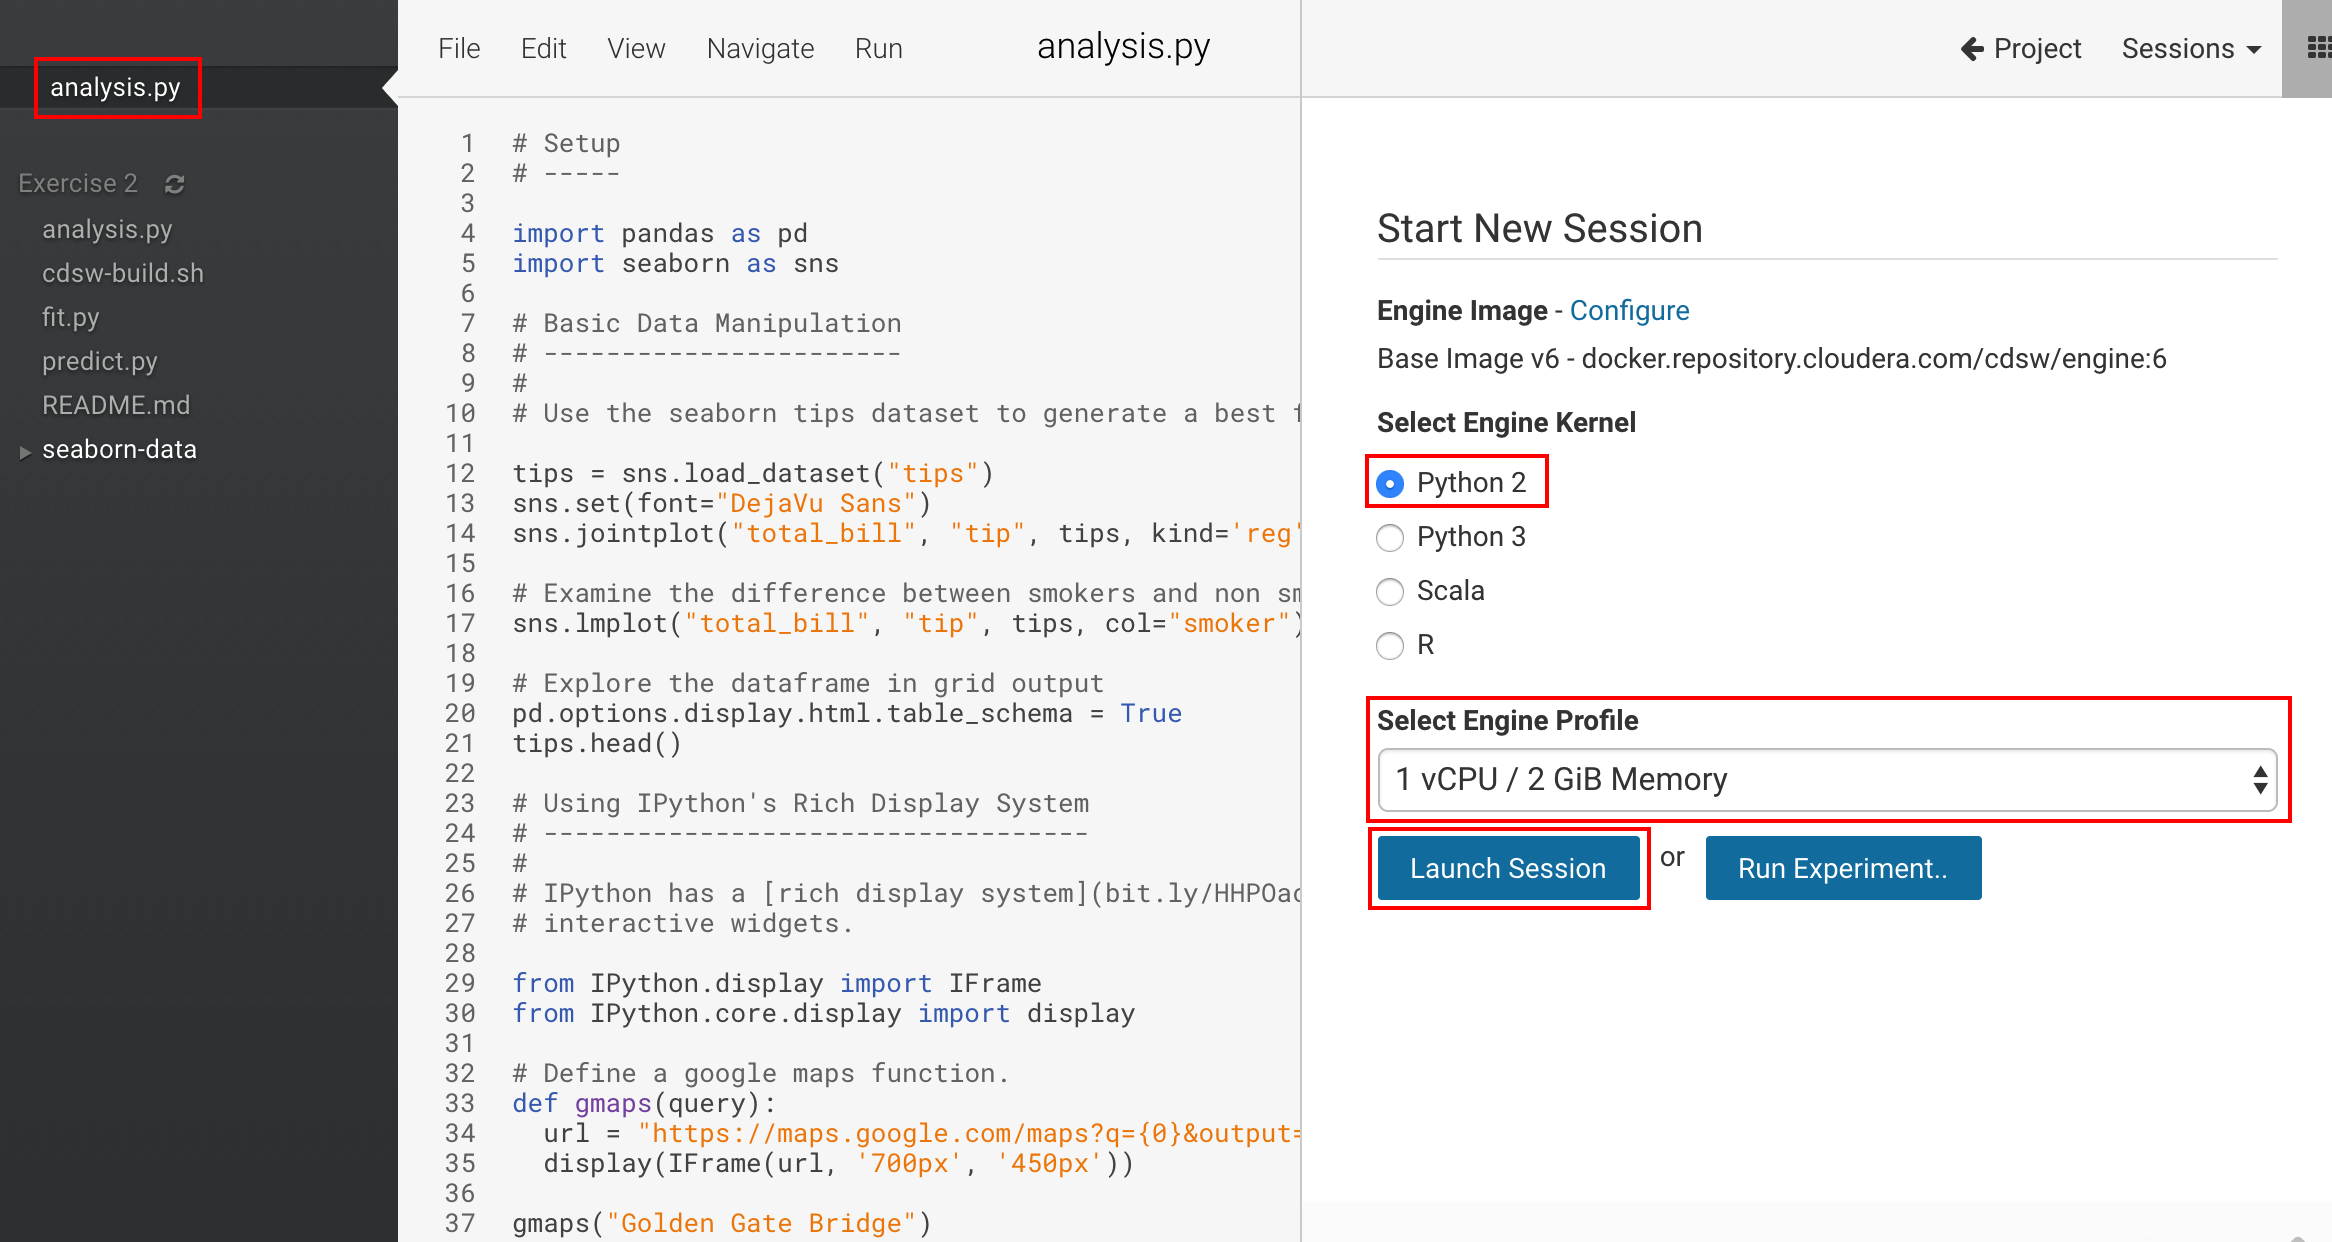 analysis.py
Exercise 2
analysis.py
cdsw-build.sh
fit.py
predict.py
README.md
seaborn-data
File Edit View Navigate Run analysis.py
1 # Setup
2 # -----
3
4 import pandas as pd
5 import seaborn as sns
6
7 # Basic Data Manipulation
8 # -----------------------
9 #
10 # Use the seaborn tips dataset to generate a best
11
12 tips = sns.load_dataset("tips")
13 sns.set(font="DejaVu Sans")
14 sns.jointplot("total_bill", "tip", tips, kind='reg'
15
16 # Examine the difference between smokers and non
17 sns.lmplot("total_bill", "tip", tips, col="smoker")
18
19 # Explore the dataframe in grid output
20 pd.options.display.html.table_schema = True
21 tips.head()
22
23 # Using IPython's Rich Display System
24 # -----------------------------------
25 #
26 # IPython has a [rich display system](bit.ly/HHPOac
27 # interactive widgets.
28
29 from IPython.display import IFrame
30 from IPython.core.display import display
31
32 # Define a google maps function.
33 def gmaps(query):
34 url = "https://maps.google.com/maps?q={0}&output=
35 display(IFrame(url, '700px', '450px'))
36
37 gmaps("Golden Gate Bridge")
Project Sessions
Start New Session
Engine Image - Configure
Base Image v6 - docker.repository.cloudera.com/cdsw/engine:6
Select Engine Kernel
Python 2
Python 3
Scala
R
Select Engine Profile
1 vCPU / 2 GiB Memory
Launch Session or Run Experiment..